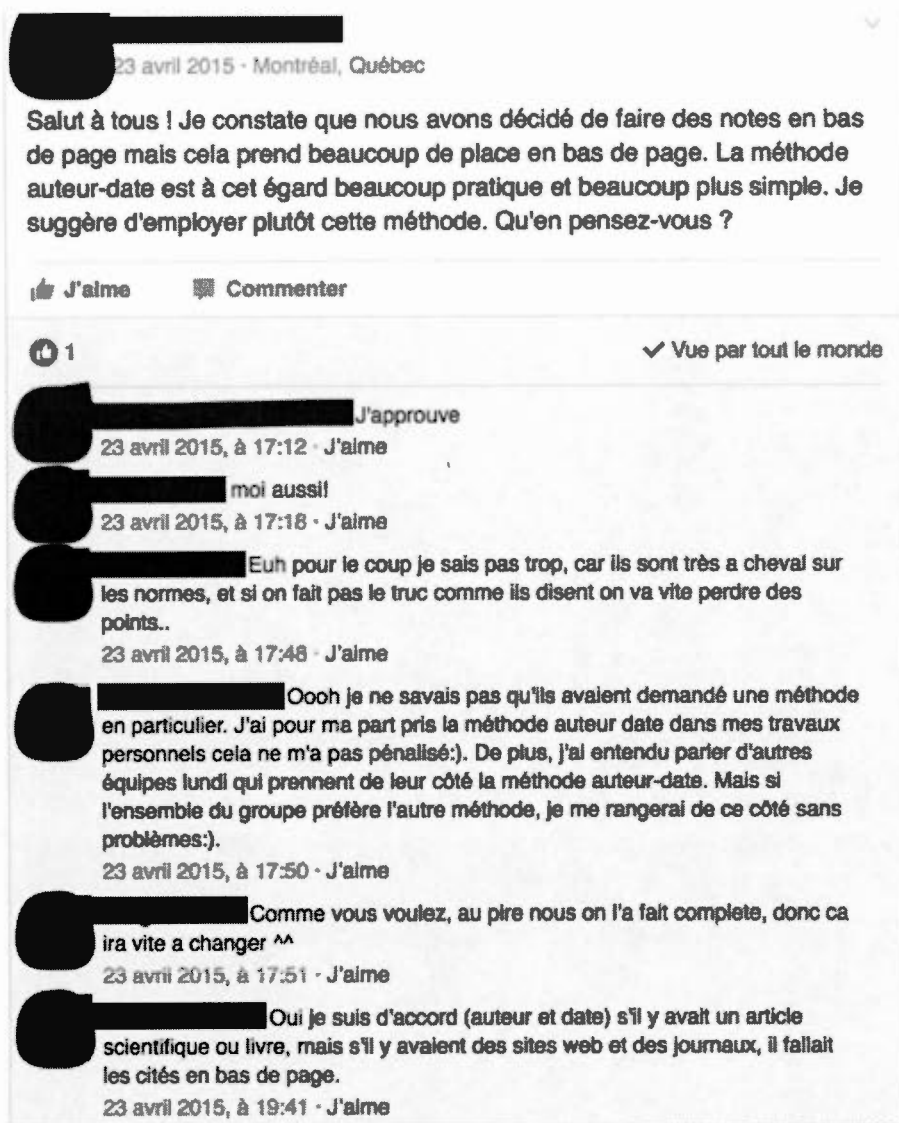 23 avril 2015 · Montréal, Québec
Salut à tous ! Je constate que nous avons décidé de faire des notes en bas
de page mais cela prend beaucoup de place en bas de page. La méthode
auteur-date est à cet égard beaucoup pratique et beaucoup plus simple. Je
suggère d'employer plutôt cette méthode. Qu'en pensez-vous ?
J'aime Commenter
1 Vue par tout le monde
J'approuve
23 avril 2015, à 17:12 · J'aime
moi aussi!
23 avril 2015, à 17:18 · J'aime
Euh pour le coup je sais pas trop, car ils sont très a cheval sur
les normes, et si on fait pas le truc comme ils disent on va vite perdre des
points..
23 avril 2015, à 17:48 · J'aime
Oooh je ne savais pas qu'ils avaient demandé une méthode
en particulier. J'ai pour ma part pris la méthode auteur date dans mes travaux
personnels cela ne m'a pas pénalisé:). De plus, j'ai entendu parler d'autres
équipes lundi qui prennent de leur côté la méthode auteur-date. Mais si
l'ensemble du groupe préfère l'autre méthode, je me rangerai de ce côté sans
problèmes:).
23 avril 2015, à 17:50 · J'aime
Comme vous voulez, au pire nous on l'a fait complete, donc ca
ira vite a changer ^^
23 avril 2015, à 17:51 · J'aime
Oui je suis d'accord (auteur et date) s'il y avait un article
scientifique ou livre, mais s'il y avaient des sites web et des journaux, il fallait
les cités en bas de page.
23 avril 2015, à 19:41 · J'aime